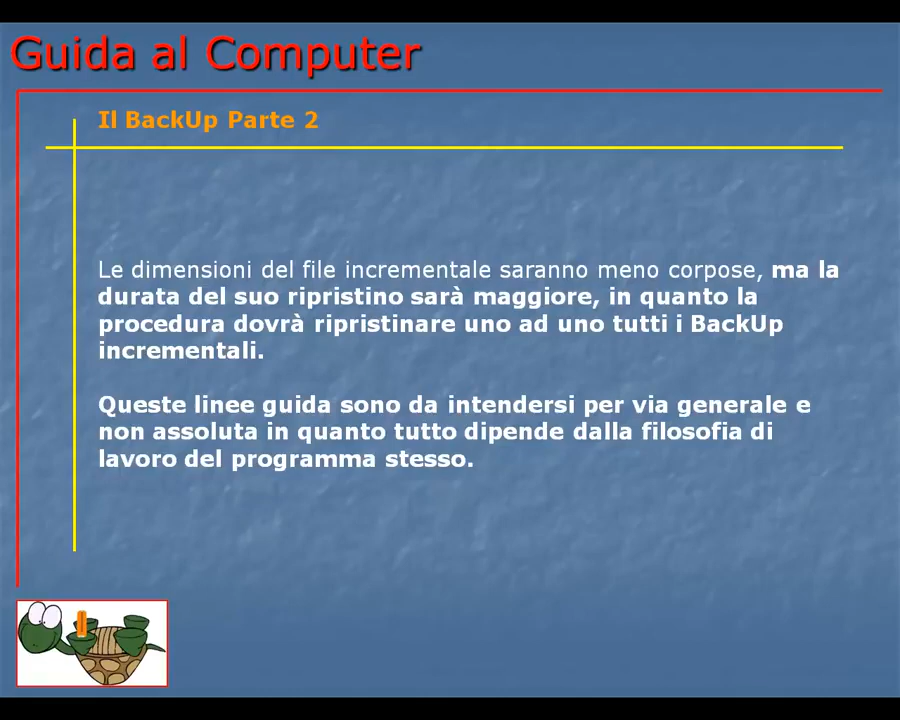 Guida al Computer
Il BackUp Parte 2
Le dimensioni del file incrementale saranno meno corpose, ma la
durata del suo ripristino sarà maggiore, in quanto la
procedura dovrà ripristinare uno ad uno tutti i BackUp
incrementali.
Queste linee guida sono da intendersi per via generale e
non assoluta in quanto tutto dipende dalla filosofia di
lavoro del programma stesso.